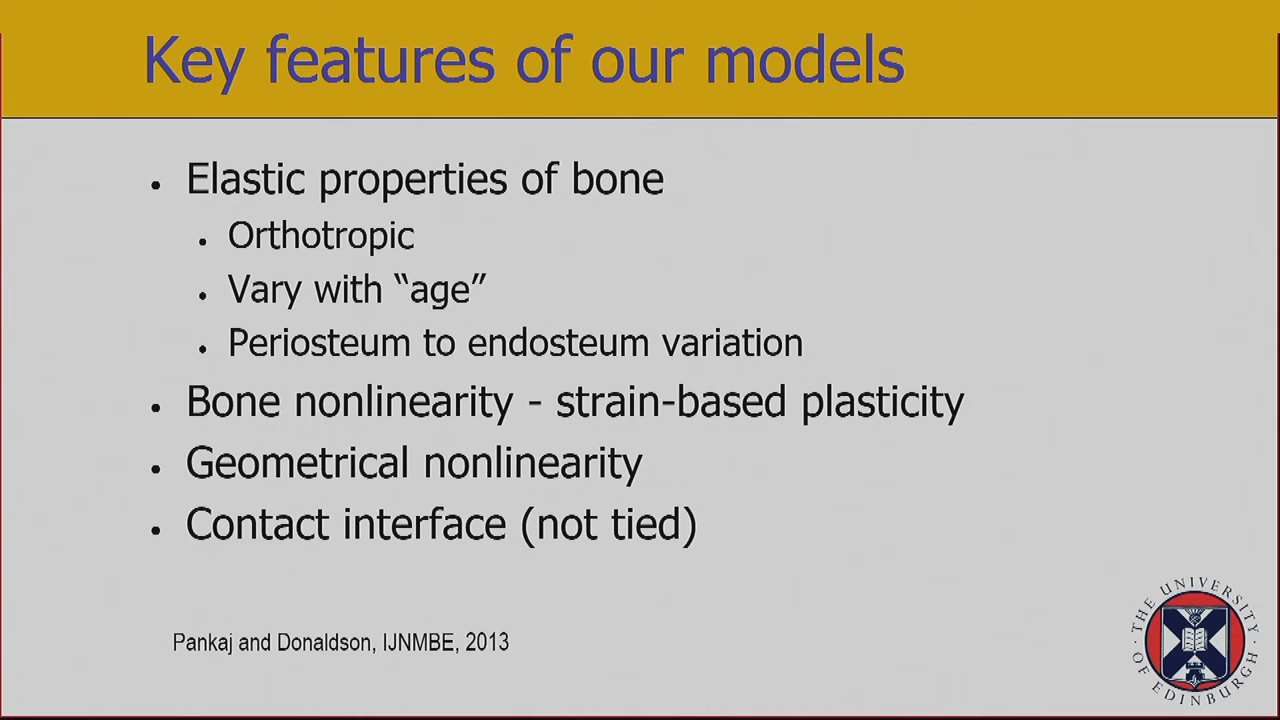 Key features of our models
• Elastic properties of bone
• Orthotropic
• Vary with “age”
• Periosteum to endosteum variation
• Bone nonlinearity - strain-based plasticity
• Geometrical nonlinearity
• Contact interface (not tied)
Pankaj and Donaldson, IJNMBE, 2013
THE UNIVERSITY
OF EDINBURGH